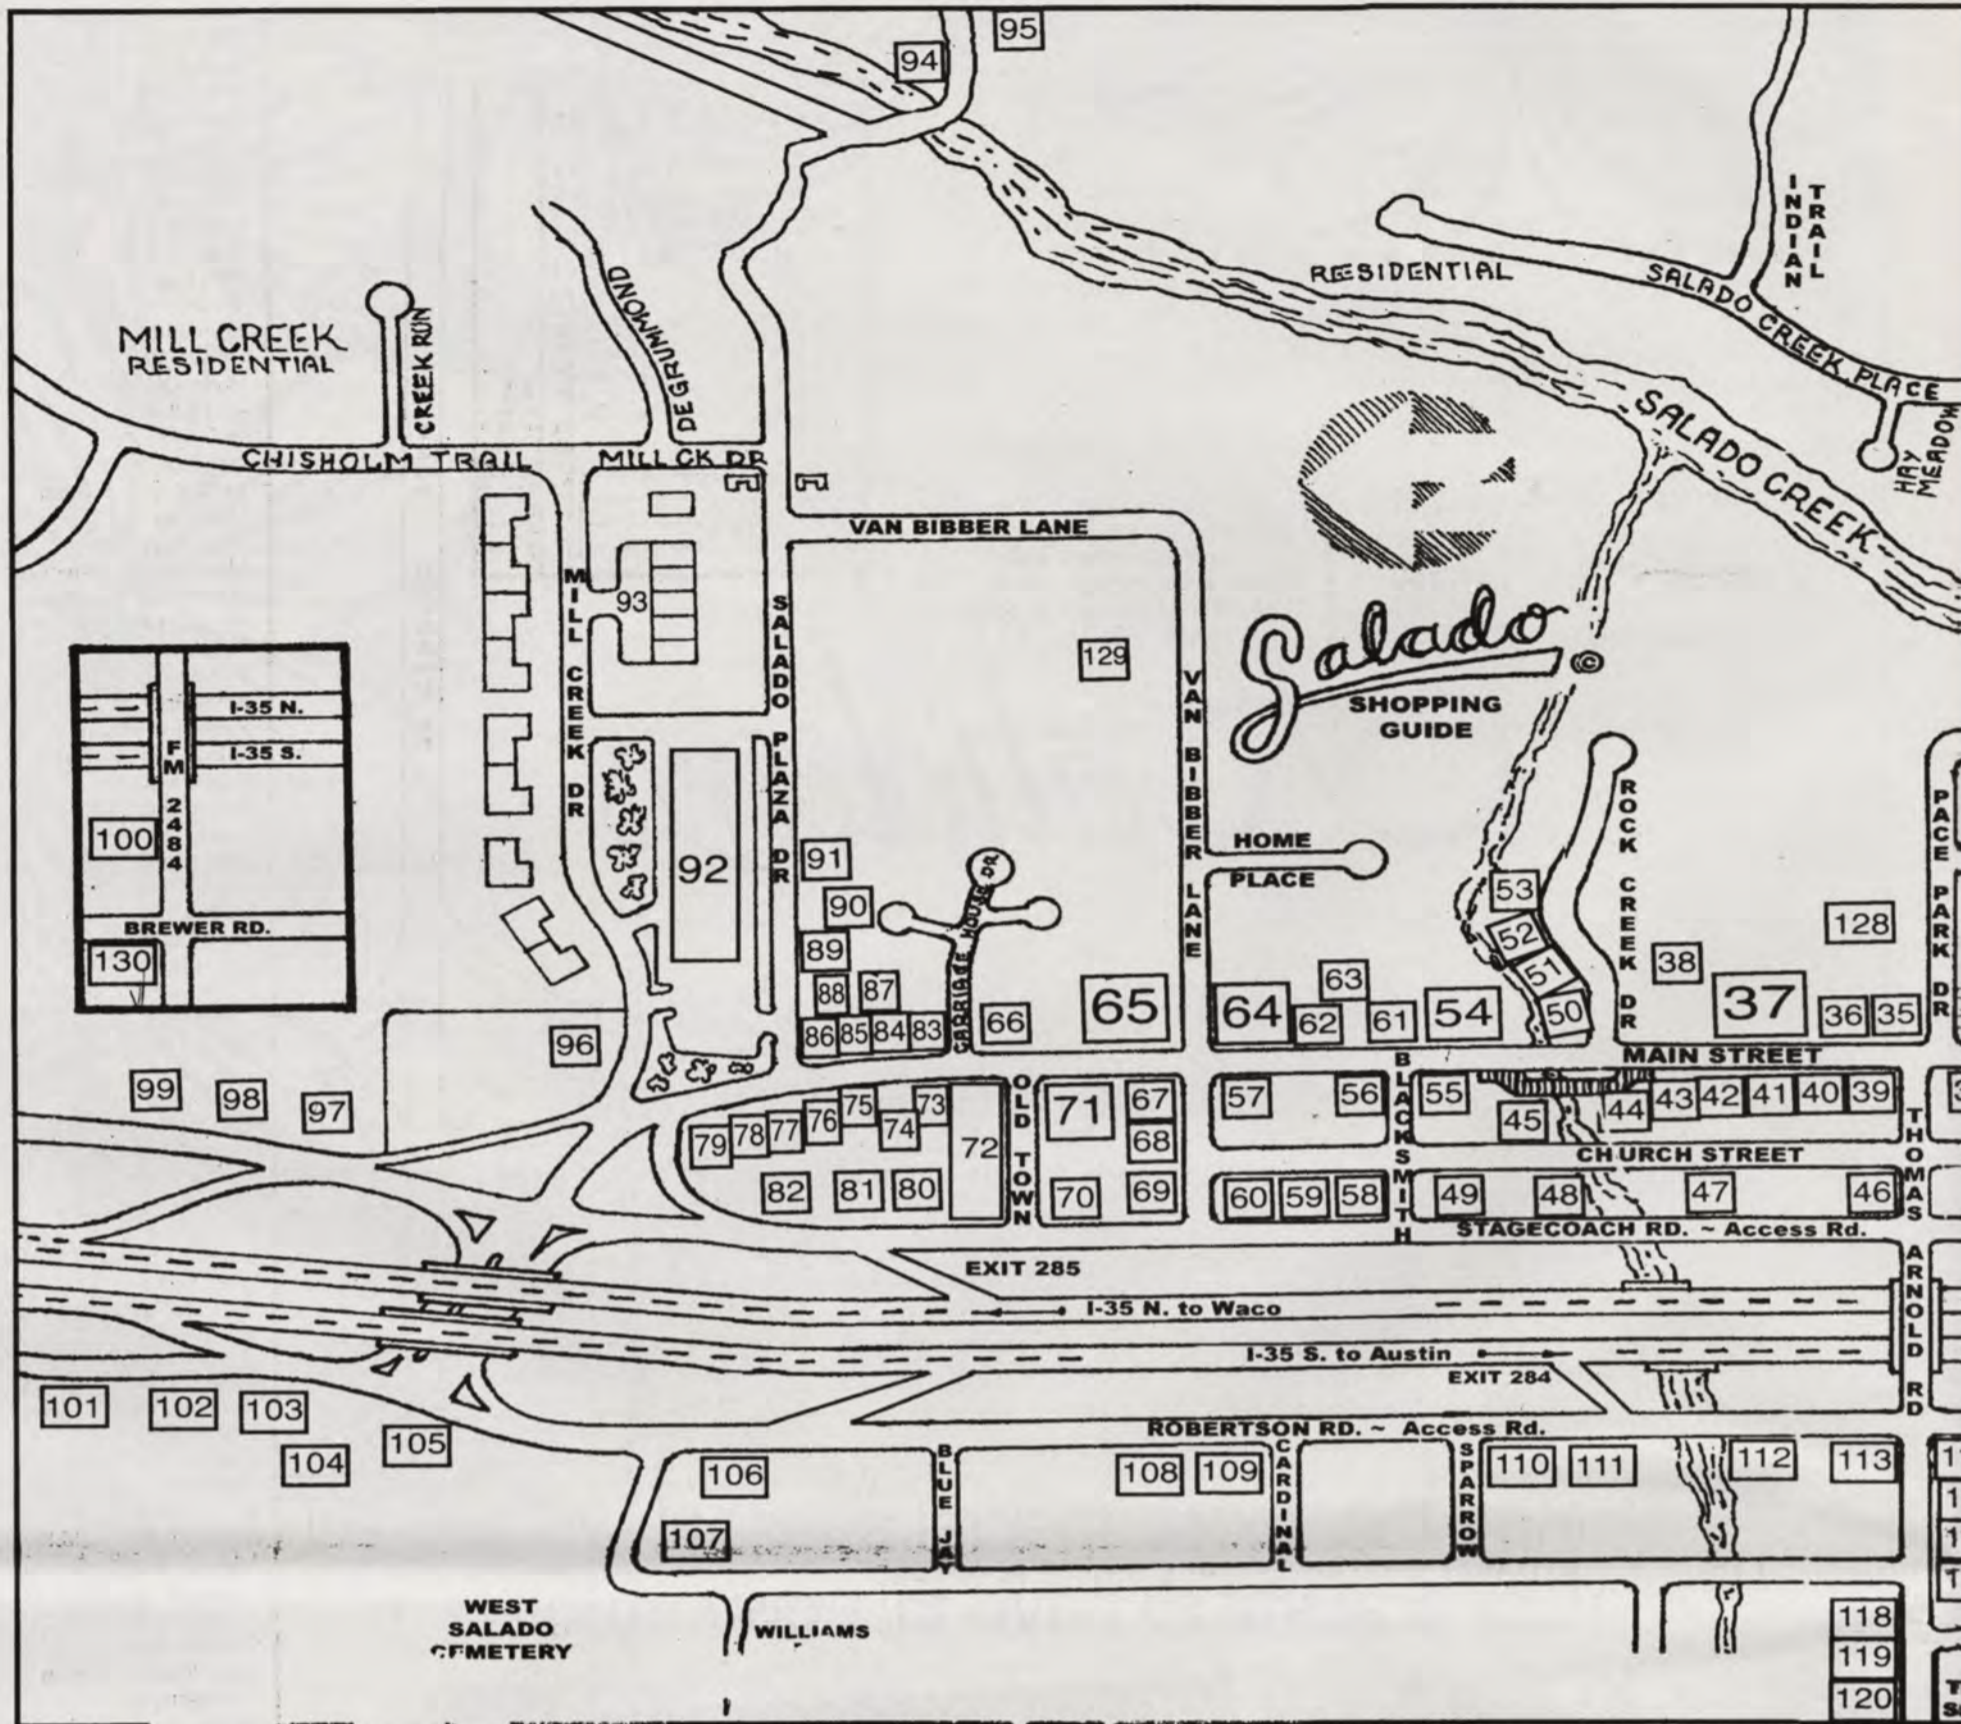 95
94
INDIAN
TRAIL
RESIDENTIAL
SALADO CREEK PLACE
DEGRUMMOND
MILL CREEK
RESIDENTIAL
CREEK RUN
SALADO CREEK
HAY
MEADOW
CHISHOLM TRAIL
MILL CK DR
VAN BIBBER LANE
MILL CREEK DR
93
SALADO PLAZA DR
129
VAN BIBBER LANE
Salado ©
SHOPPING
GUIDE
I-35 N.
I-35 S.
FM 2484
100
BREWER RD.
130
92
91
90
89
88
87
86
85
84
83
CARRIAGE HOUSE DR
66
65
HOME
PLACE
64
63
62
61
54
53
52
51
50
ROCK CREEK DR
38
37
128
36
35
PACE PARK DR
MAIN STREET
96
99
98
97
79
78
77
76
75
74
73
72
82
81
80
OLD TOWN
71
67
68
70
69
57
56
60
59
58
BLACKSMITH
55
45
44
43
42
41
40
39
CHURCH STREET
49
48
47
46
THOMAS ARNOLD RD
STAGECOACH RD. ~ Access Rd.
EXIT 285
I-35 N. to Waco
I-35 S. to Austin
EXIT 284
ROBERTSON RD. ~ Access Rd.
101
102
103
104
105
106
107
BLUE JAY
108
109
CARDINAL
SPARROW
110
111
112
113
WEST
SALADO
CEMETERY
WILLIAMS
118
119
120